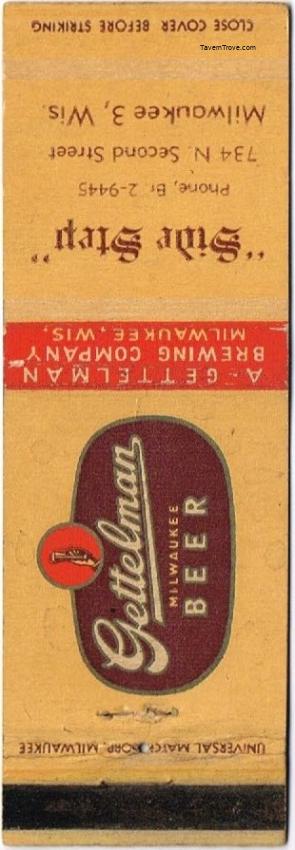 CLOSE COVER BEFORE STRIKING
TavernTrove.com
"Side Step"
Phone, Br 2-9445
734 N. Second Street
Milwaukee 3, Wis.
A. GETTELMAN
BREWING COMPANY
MILWAUKEE, WIS.
Gettelman
MILWAUKEE
BEER
UNIVERSAL MATCH CORP., MILWAUKEE